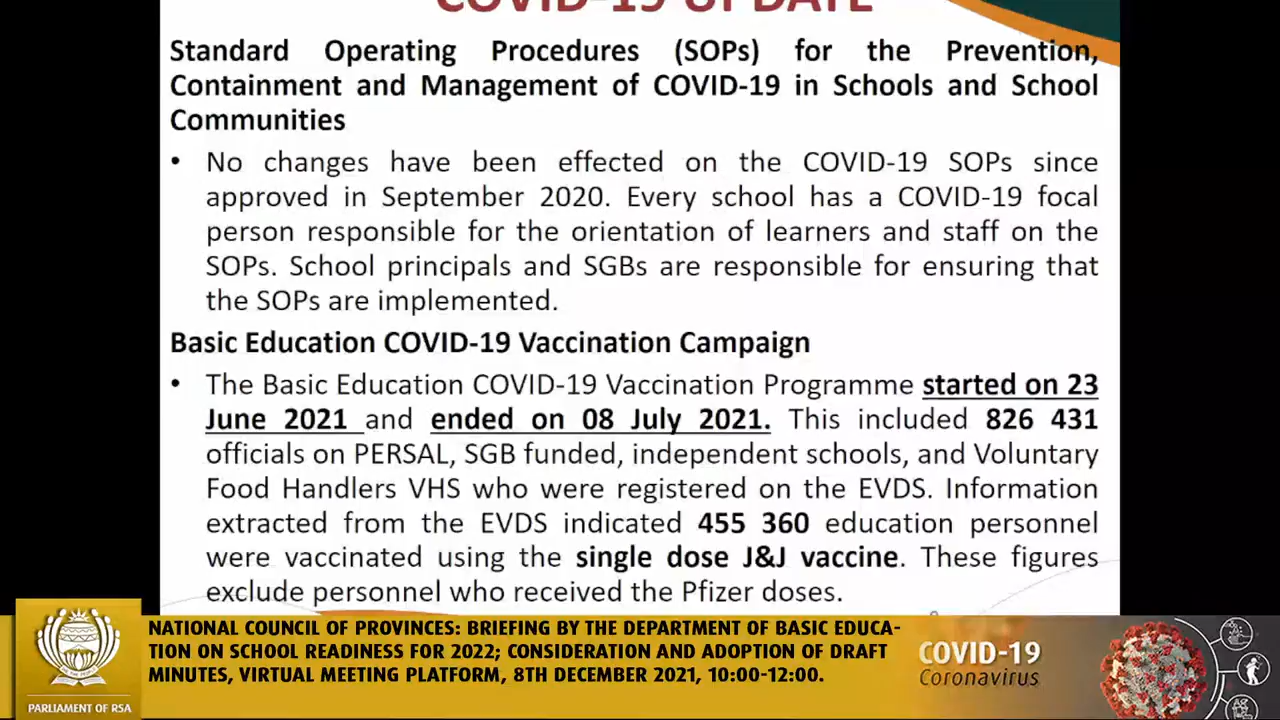 COVID-19 UPDATE
Standard Operating Procedures (SOPs) for the Prevention,
Containment and Management of COVID-19 in Schools and School
Communities
• No changes have been effected on the COVID-19 SOPs since
approved in September 2020. Every school has a COVID-19 focal
person responsible for the orientation of learners and staff on the
SOPs. School principals and SGBs are responsible for ensuring that
the SOPs are implemented.
Basic Education COVID-19 Vaccination Campaign
• The Basic Education COVID-19 Vaccination Programme started on 23
June 2021 and ended on 08 July 2021. This included 826 431
officials on PERSAL, SGB funded, independent schools, and Voluntary
Food Handlers VHS who were registered on the EVDS. Information
extracted from the EVDS indicated 455 360 education personnel
were vaccinated using the single dose J&J vaccine. These figures
exclude personnel who received the Pfizer doses.
NATIONAL COUNCIL OF PROVINCES: BRIEFING BY THE DEPARTMENT OF BASIC EDUCA-
TION ON SCHOOL READINESS FOR 2022; CONSIDERATION AND ADOPTION OF DRAFT
MINUTES, VIRTUAL MEETING PLATFORM, 8TH DECEMBER 2021, 10:00-12:00.
PARLIAMENT OF RSA
COVID-19
Coronavirus